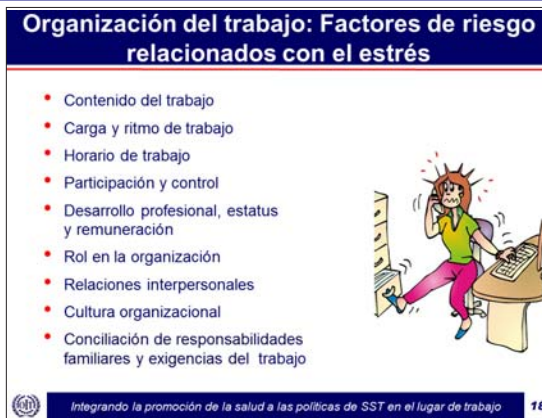 Organización del trabajo: Factores de riesgo
relacionados con el estrés
• Contenido del trabajo
• Carga y ritmo de trabajo
• Horario de trabajo
• Participación y control
• Desarrollo profesional, estatus
y remuneración
• Rol en la organización
• Relaciones interpersonales
• Cultura organizacional
• Conciliación de responsabilidades
familiares y exigencias del trabajo
Integrando la promoción de la salud a las políticas de SST en el lugar de trabajo 18